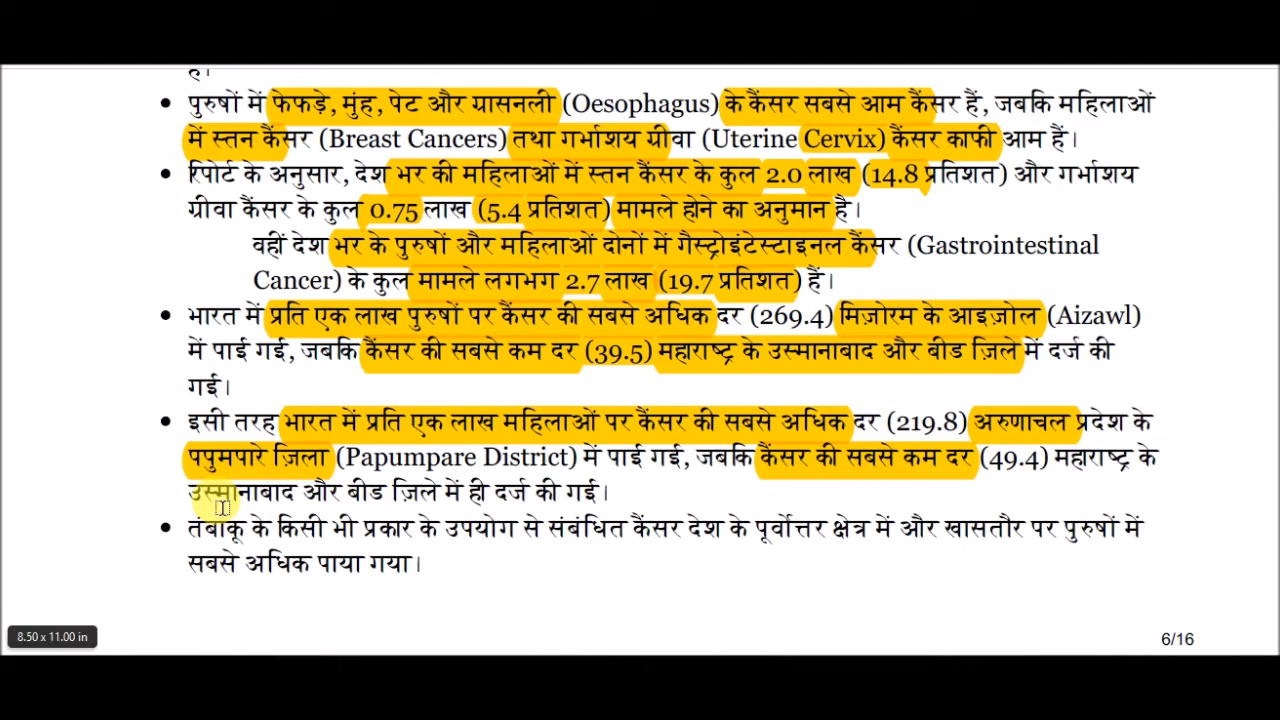 है।
• पुरुषों में फेफड़े, मुंह, पेट और ग्रासनली (Oesophagus) के कैंसर सबसे आम कैंसर हैं, जबकि महिलाओं
में स्तन कैंसर (Breast Cancers) तथा गर्भाशय ग्रीवा (Uterine Cervix) कैंसर काफी आम हैं।
• रिपोर्ट के अनुसार, देश भर की महिलाओं में स्तन कैंसर के कुल 2.0 लाख (14.8 प्रतिशत) और गर्भाशय
ग्रीवा कैंसर के कुल 0.75 लाख (5.4 प्रतिशत) मामले होने का अनुमान है।
वहीं देश भर के पुरुषों और महिलाओं दोनों में गैस्ट्रोइंटेस्टाइनल कैंसर (Gastrointestinal
Cancer) के कुल मामले लगभग 2.7 लाख (19.7 प्रतिशत) हैं।
• भारत में प्रति एक लाख पुरुषों पर कैंसर की सबसे अधिक दर (269.4) मिज़ोरम के आइज़ोल (Aizawl)
में पाई गई, जबकि कैंसर की सबसे कम दर (39.5) महाराष्ट्र के उस्मानाबाद और बीड ज़िले में दर्ज की
गई।
• इसी तरह भारत में प्रति एक लाख महिलाओं पर कैंसर की सबसे अधिक दर (219.8) अरुणाचल प्रदेश के
पपुमपारे ज़िला (Papumpare District) में पाई गई, जबकि कैंसर की सबसे कम दर (49.4) महाराष्ट्र के
उस्मानाबाद और बीड ज़िले में ही दर्ज की गई।
• तंबाकू के किसी भी प्रकार के उपयोग से संबंधित कैंसर देश के पूर्वोत्तर क्षेत्र में और खासतौर पर पुरुषों में
सबसे अधिक पाया गया।
8.50 x 11.00 in
6/16